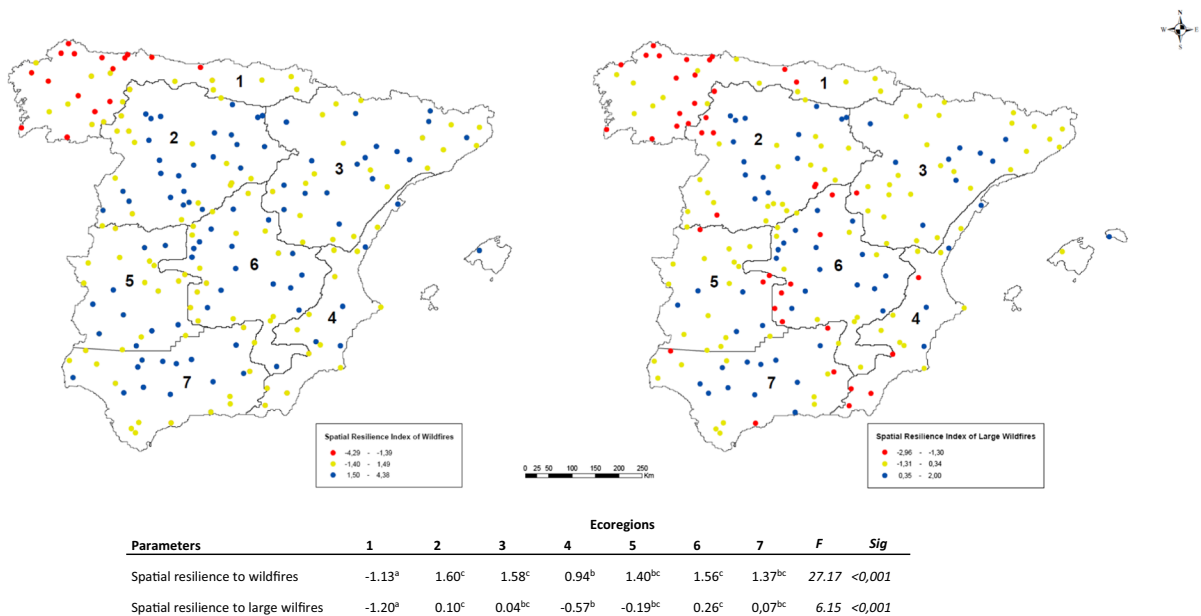 N
W E
S
1
2
3
4
5
6
7
Spatial Resilience Index of Wildfires
-4,29 - -1,39
-1,40 - 1,49
1,50 - 4,38
0 25 50 100 150 200 250
Km
1
2
3
4
5
6
7
Spatial Resilience Index of Large Wildfires
-2,96 - -1,30
-1,31 - 0,34
0,35 - 2,00
Ecoregions
Parameters 1 2 3 4 5 6 7 F Sig
Spatial resilience to wildfires -1.13ᵃ 1.60ᶜ 1.58ᶜ 0.94ᵇ 1.40ᵇᶜ 1.56ᶜ 1.37ᵇᶜ 27.17 <0,001
Spatial resilience to large wilfires -1.20ᵃ 0.10ᶜ 0.04ᵇᶜ -0.57ᵇ -0.19ᵇᶜ 0.26ᶜ 0,07ᵇᶜ 6.15 <0,001